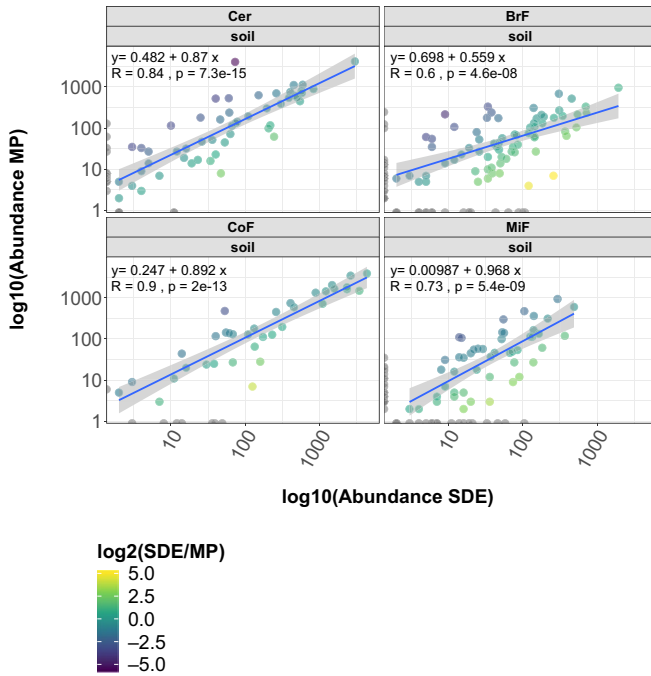 Cer
BrF
soil
soil
y= 0.482 + 0.87 x
R = 0.84 , p = 7.3e-15
y= 0.698 + 0.559 x
R = 0.6 , p = 4.6e-08
1000
100
10
1
CoF
MiF
soil
soil
y= 0.247 + 0.892 x
R = 0.9 , p = 2e-13
y= 0.00987 + 0.968 x
R = 0.73 , p = 5.4e-09
1000
100
10
1
log10(Abundance MP)
10
100
1000
10
100
1000
log10(Abundance SDE)
log2(SDE/MP)
5.0
2.5
0.0
−2.5
−5.0